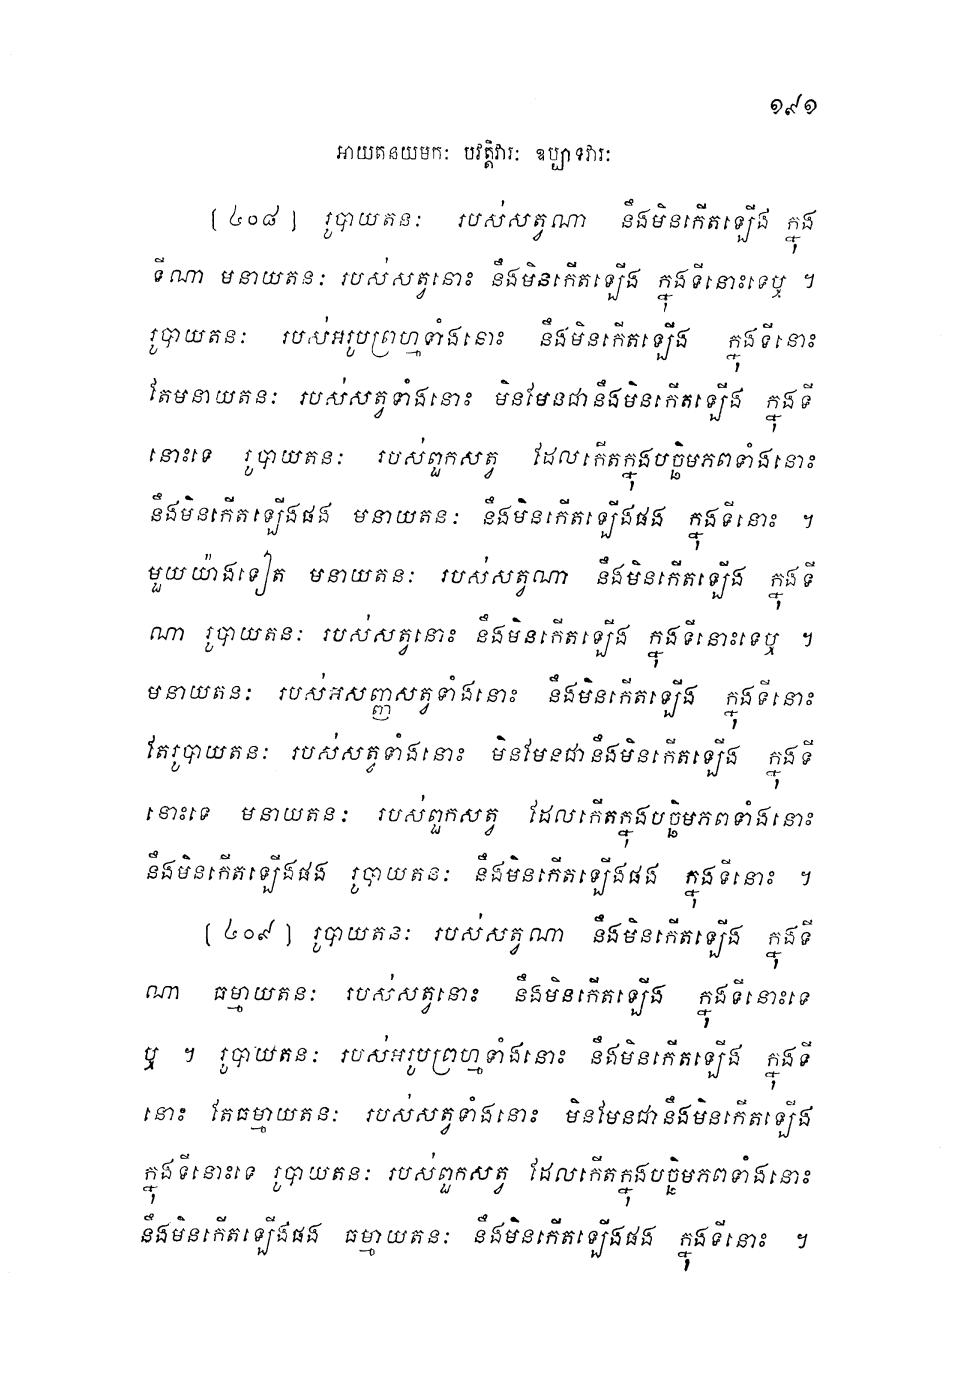 ១៩១
អាយតនយមក: បវត្តិវារ: ឧប្បាទវារ:
[ ៤០៨ ] រូបាយតន: របស់សត្វណា នឹងមិនកើតឡើង ក្នុង
ទីណា មនាយតន: របស់សត្វនោះ នឹងមិនកើតឡើង ក្នុងទីនោះទេឬ ។
រូបាយតន: របស់អរូបព្រហ្មទាំងនោះ នឹងមិនកើតឡើង ក្នុងទីនោះ
តែមនាយតន: របស់សត្វទាំងនោះ មិនមែនជានឹងមិនកើតឡើង ក្នុងទី
នោះទេ រូបាយតន: របស់ពួកសត្វ ដែលកើតក្នុងបច្ឆិមភពទាំងនោះ
នឹងមិនកើតឡើងផង មនាយតន: នឹងមិនកើតឡើងផង ក្នុងទីនោះ ។
មួយយ៉ាងទៀត មនាយតន: របស់សត្វណា នឹងមិនកើតឡើង ក្នុងទី
ណា រូបាយតន: របស់សត្វនោះ នឹងមិនកើតឡើង ក្នុងទីនោះទេឬ ។
មនាយតន: របស់អសញ្ញសត្វទាំងនោះ នឹងមិនកើតឡើង ក្នុងទីនោះ
តែរូបាយតន: របស់សត្វទាំងនោះ មិនមែនជានឹងមិនកើតឡើង ក្នុងទី
នោះទេ មនាយតន: របស់ពួកសត្វ ដែលកើតក្នុងបច្ឆិមភពទាំងនោះ
នឹងមិនកើតឡើងផង រូបាយតន: នឹងមិនកើតឡើងផង ក្នុងទីនោះ ។
[ ៤០៩ ] រូបាយតន: របស់សត្វណា នឹងមិនកើតឡើង ក្នុងទី
ណា ធម្មាយតន: របស់សត្វនោះ នឹងមិនកើតឡើង ក្នុងទីនោះទេ
ឬ ។ រូបាយតន: របស់អរូបព្រហ្មទាំងនោះ នឹងមិនកើតឡើង ក្នុងទី
នោះ តែធម្មាយតន: របស់សត្វទាំងនោះ មិនមែនជានឹងមិនកើតឡើង
ក្នុងទីនោះទេ រូបាយតន: របស់ពួកសត្វ ដែលកើតក្នុងបច្ឆិមភពទាំងនោះ
នឹងមិនកើតឡើងផង ធម្មាយតន: នឹងមិនកើតឡើងផង ក្នុងទីនោះ ។